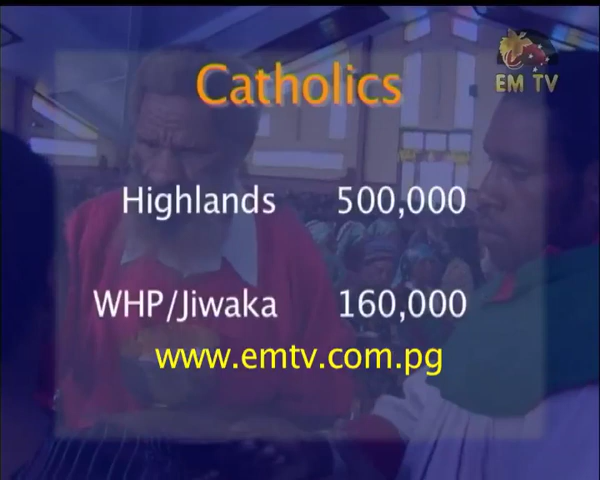 EM TV
Catholics
Highlands 500,000
WHP/Jiwaka 160,000
www.emtv.com.pg